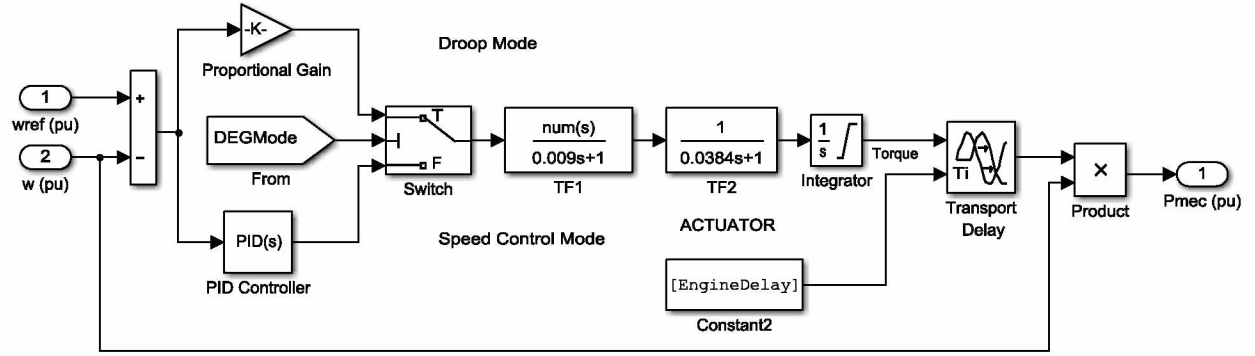 -K-
Proportional Gain
Droop Mode
1
wref (pu)
+
2
w (pu)
-
DEGMode
From
T
F
Switch
num(s)
0.009s+1
TF1
1
0.0384s+1
TF2
1
s
Integrator
Torque
Ti
Transport
Delay
×
Product
1
Pmec (pu)
PID(s)
PID Controller
Speed Control Mode
ACTUATOR
[EngineDelay]
Constant2